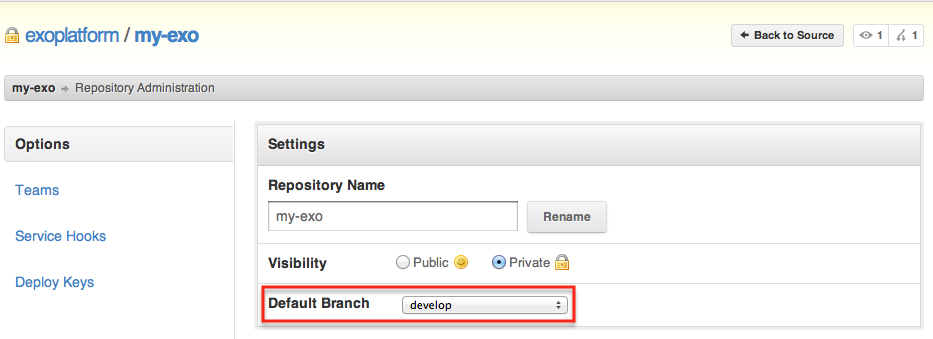 exoplatform / my-exo
Back to Source
1
1
my-exo Repository Administration
Options
Teams
Service Hooks
Deploy Keys
Settings
Repository Name
my-exo
Rename
Visibility Public Private
Default Branch develop